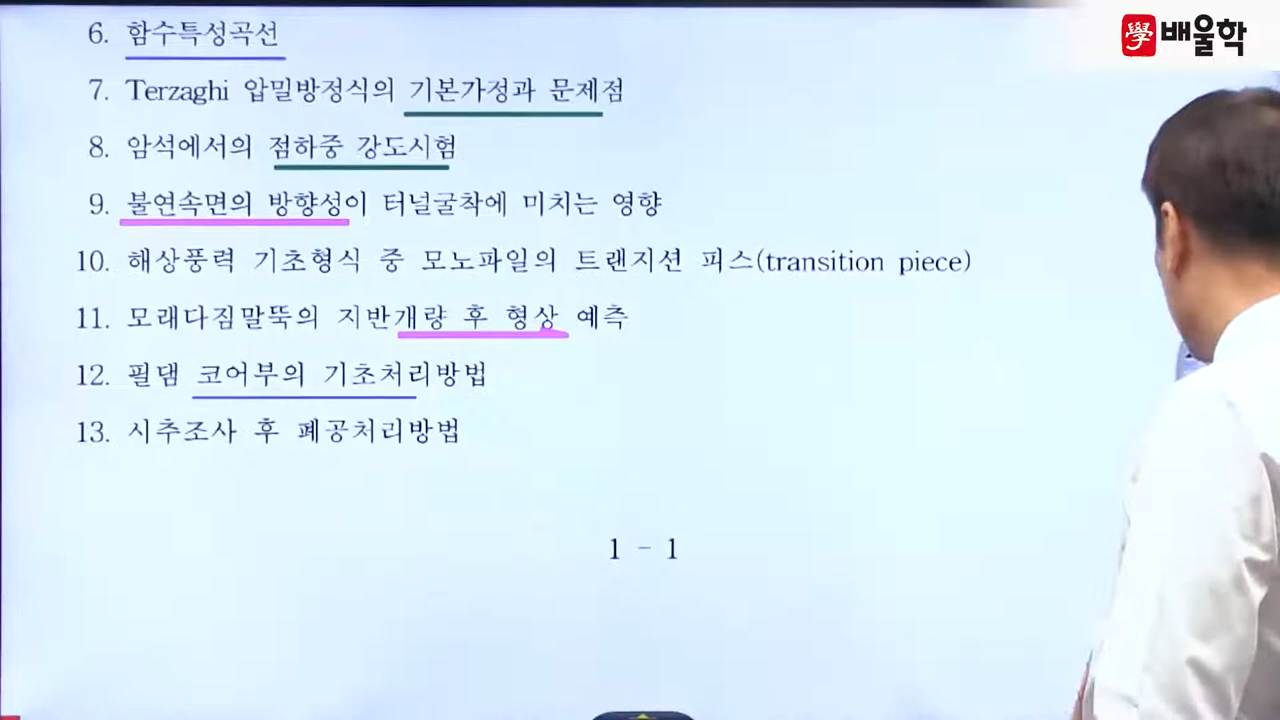 學 배울학
6. 함수특성곡선
7. Terzaghi 압밀방정식의 기본가정과 문제점
8. 암석에서의 점하중 강도시험
9. 불연속면의 방향성이 터널굴착에 미치는 영향
10. 해상풍력 기초형식 중 모노파일의 트랜지션 피스(transition piece)
11. 모래다짐말뚝의 지반개량 후 형상 예측
12. 필댐 코어부의 기초처리방법
13. 시추조사 후 폐공처리방법
1 - 1